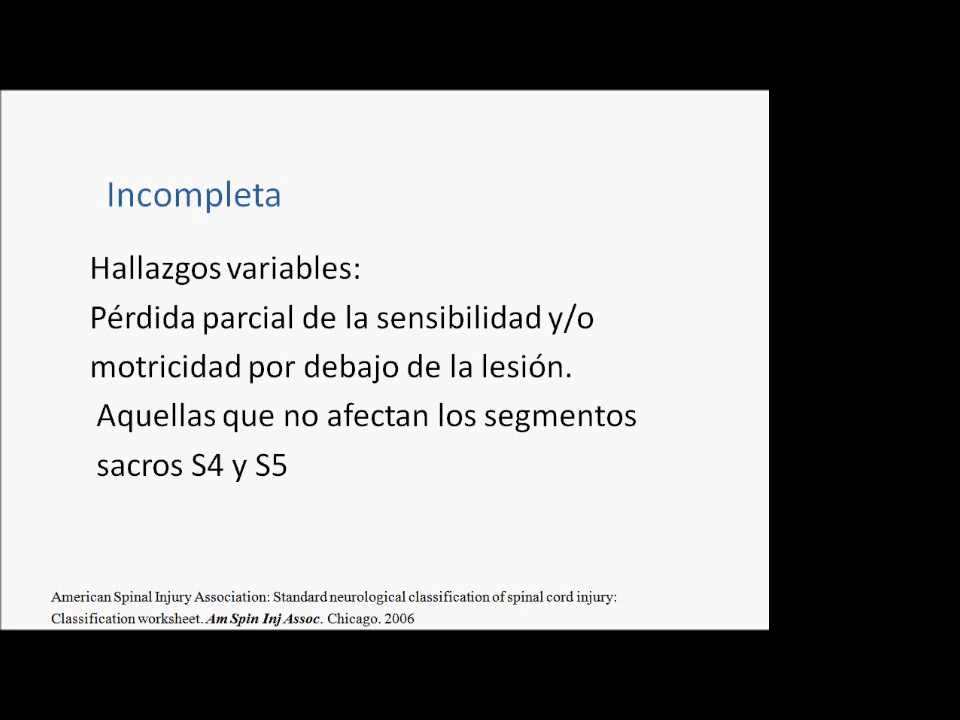 Incompleta
Hallazgos variables:
Pérdida parcial de la sensibilidad y/o
motricidad por debajo de la lesión.
Aquellas que no afectan los segmentos
sacros S4 y S5
American Spinal Injury Association: Standard neurological classification of spinal cord injury:
Classification worksheet. Am Spin Inj Assoc. Chicago. 2006